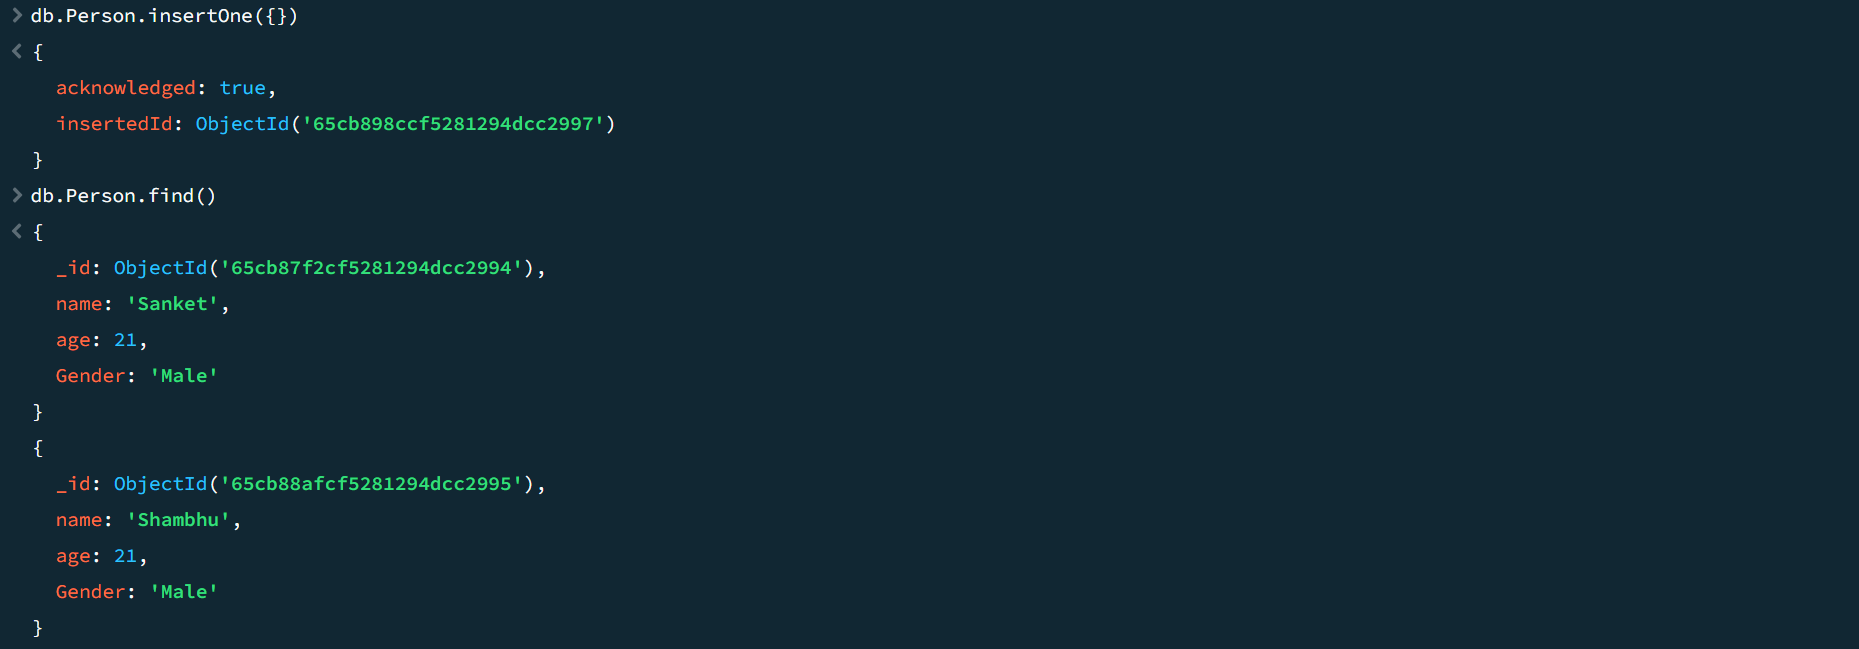 > db.Person.insertOne({})
< {
acknowledged: true,
insertedId: ObjectId('65cb898ccf5281294dcc2997')
}
> db.Person.find()
< {
_id: ObjectId('65cb87f2cf5281294dcc2994'),
name: 'Sanket',
age: 21,
Gender: 'Male'
}
{
_id: ObjectId('65cb88afcf5281294dcc2995'),
name: 'Shambhu',
age: 21,
Gender: 'Male'
}